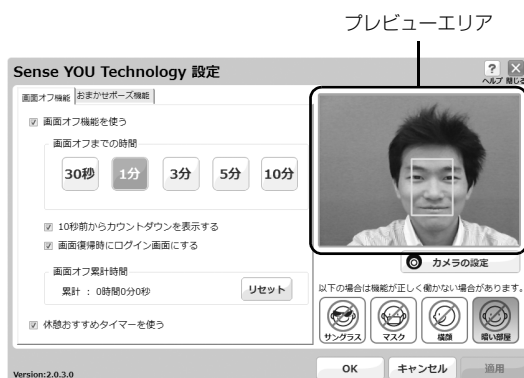 プレビューエリア
Sense YOU Technology 設定
?
ヘルプ 閉じる
画面オフ機能 おまかせポーズ機能
画面オフ機能を使う
画面オフまでの時間
30秒 1分 3分 5分 10分
10秒前からカウントダウンを表示する
画面復帰時にログイン画面にする
カメラの設定
画面オフ累計時間
累計 : 0時間0分0秒 リセット
以下の場合は機能が正しく働かない場合があります。
サングラス マスク 横顔 暗い部屋
休憩おすすめタイマーを使う
Version:2.0.3.0
OK キャンセル 適用